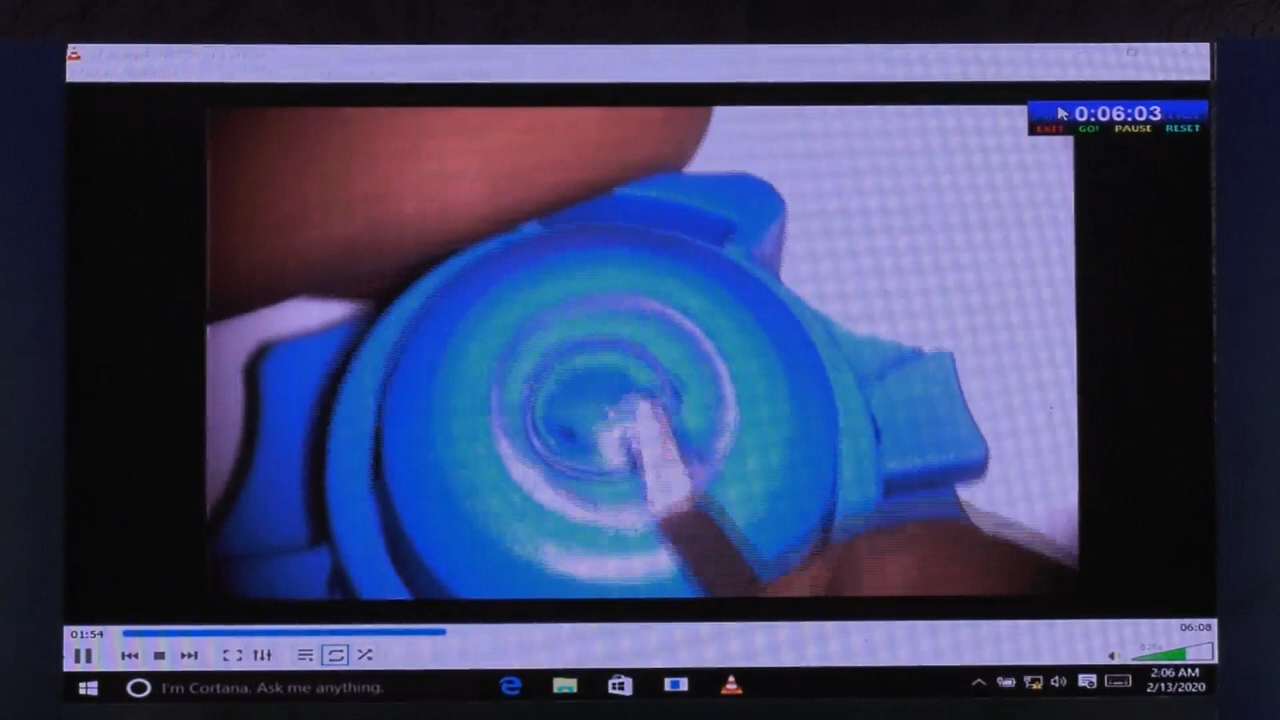 0:06:03
EXIT GO! PAUSE RESET
01:54
06:08
I'm Cortana. Ask me anything.
2:06 AM
2/13/2020